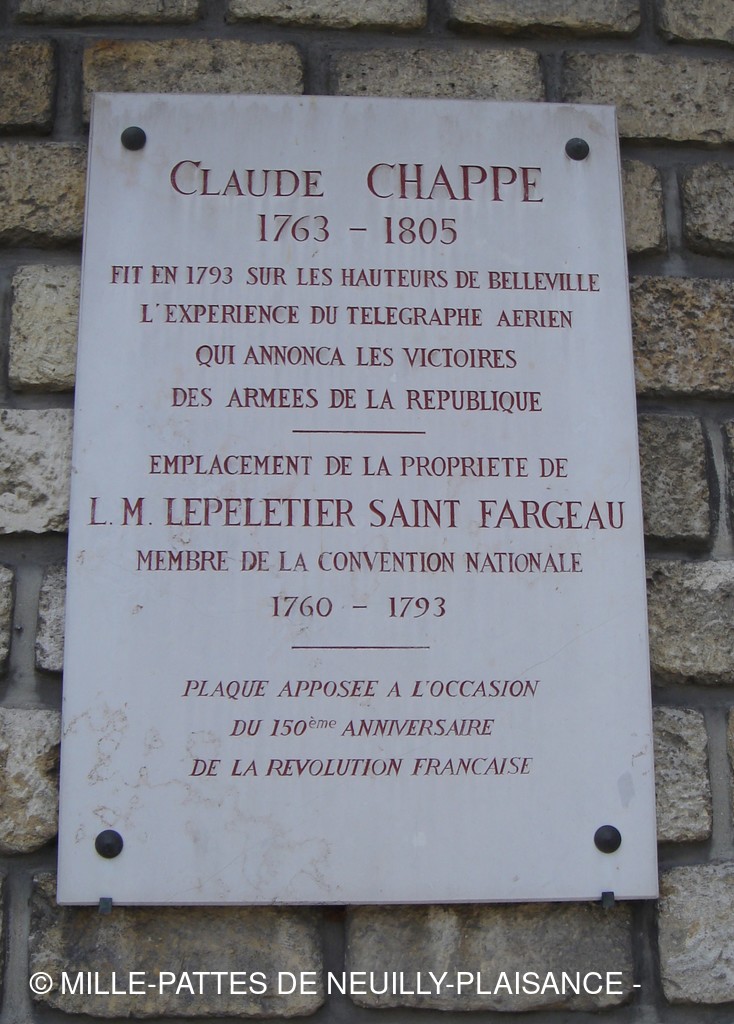 CLAUDE CHAPPE
1763 - 1805
FIT EN 1793 SUR LES HAUTEURS DE BELLEVILLE
L'EXPERIENCE DU TELEGRAPHE AERIEN
QUI ANNONCA LES VICTOIRES
DES ARMEES DE LA REPUBLIQUE
EMPLACEMENT DE LA PROPRIETE DE
L. M. LEPELETIER SAINT FARGEAU
MEMBRE DE LA CONVENTION NATIONALE
1760 - 1793
PLAQUE APPOSEE A L'OCCASION
DU 150ème ANNIVERSAIRE
DE LA REVOLUTION FRANCAISE
© MILLE-PATTES DE NEUILLY-PLAISANCE -